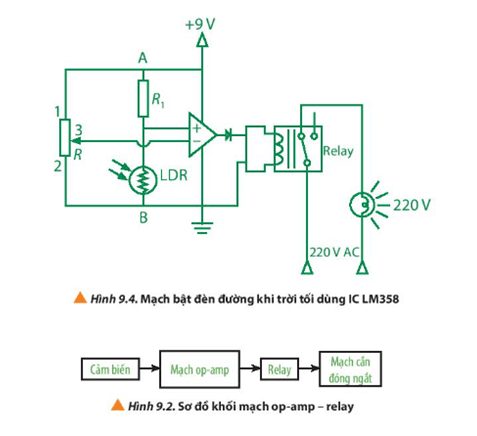 +9 V
A
1
3
R
2
R1
+
−
LDR
B
Relay
220 V
220 V AC
Hình 9.4. Mạch bật đèn đường khi trời tối dùng IC LM358
Cảm biến
Mạch op-amp
Relay
Mạch cần
đóng ngắt
Hình 9.2. Sơ đồ khối mạch op-amp – relay